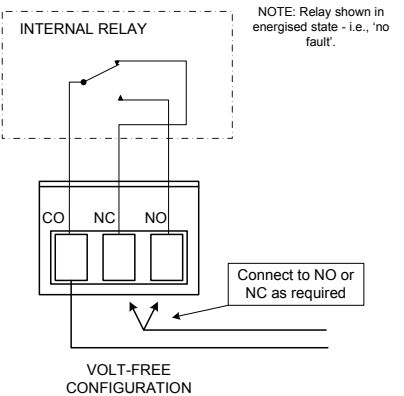 INTERNAL RELAY
NOTE: Relay shown in
energised state - i.e., 'no
fault'.
CO NC NO
Connect to NO or
NC as required
VOLT-FREE
CONFIGURATION